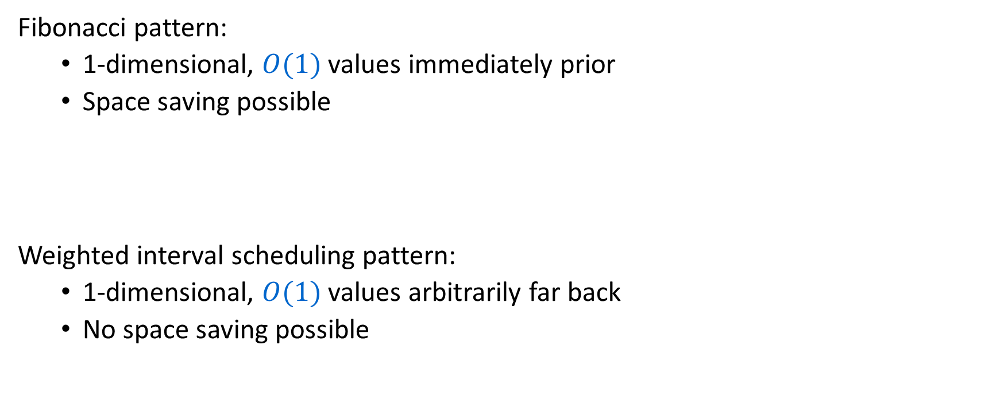 Fibonacci pattern:
• 1-dimensional, O(1) values immediately prior
• Space saving possible
Weighted interval scheduling pattern:
• 1-dimensional, O(1) values arbitrarily far back
• No space saving possible